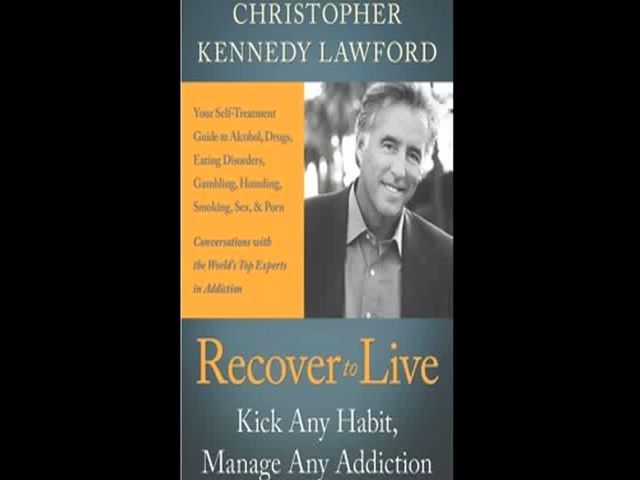 CHRISTOPHER
KENNEDY LAWFORD
Your Self-Treatment
Guide to Alcohol, Drugs,
Eating Disorders,
Gambling, Hoarding,
Smoking, Sex, & Porn
Conversations with
the World's Top Experts
in Addiction
Recover to Live
Kick Any Habit,
Manage Any Addiction